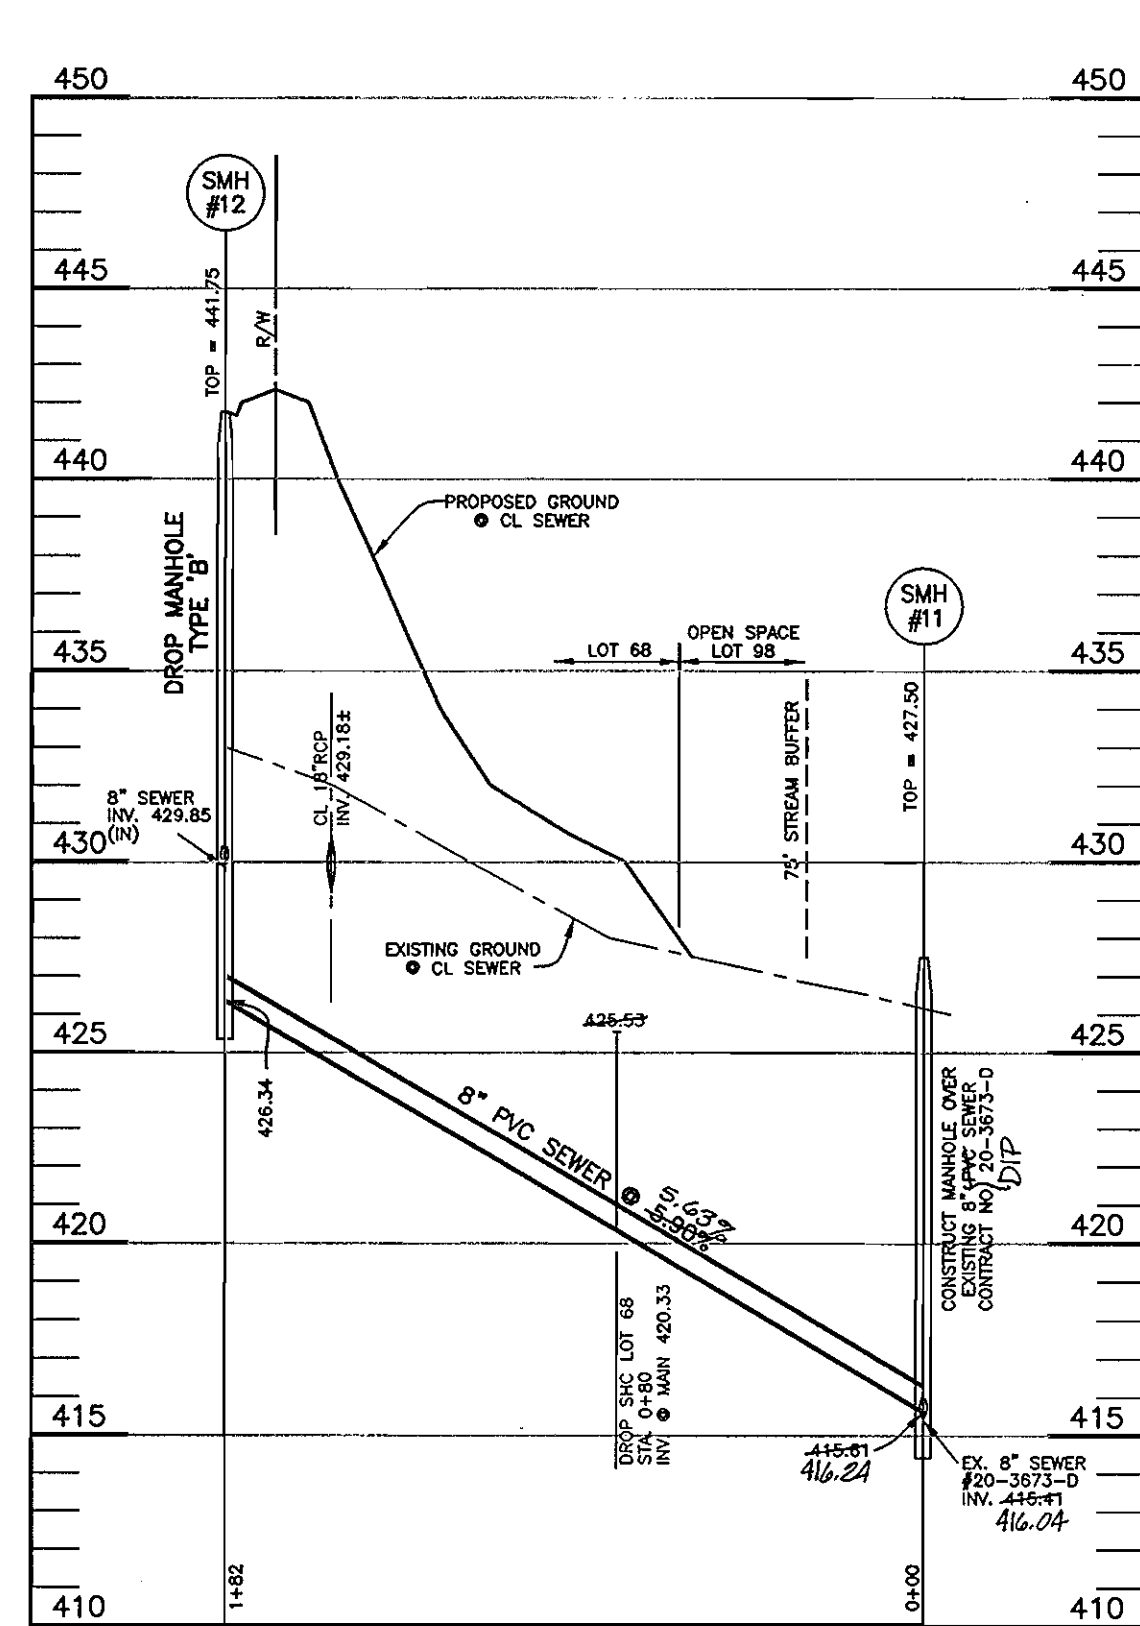 450
450
SMH
#12
445
445
TOP = 441.75
R/W
440
440
PROPOSED GROUND
@ CL SEWER
DROP MANHOLE
TYPE 'B'
SMH
#11
435
435
LOT 68
OPEN SPACE
LOT 98
TOP = 427.50
CL 18"RCP
INV. 429.18±
75' STREAM BUFFER
8" SEWER
INV. 429.85
(IN)
430
430
EXISTING GROUND
@ CL SEWER
425
425
425.53
426.34
8" PVC SEWER @ 5.90%
5.63%
CONSTRUCT MANHOLE OVER
EXISTING 8" PVC SEWER
CONTRACT NO. 20-3673-D
DIP
420
420
DROP SHC LOT 68
STA. 0+80
INV @ MAIN 420.33
415
415
415.61
416.24
EX. 8" SEWER
#20-3673-D
INV. 415.41
416.04
1+82
0+00
410
410